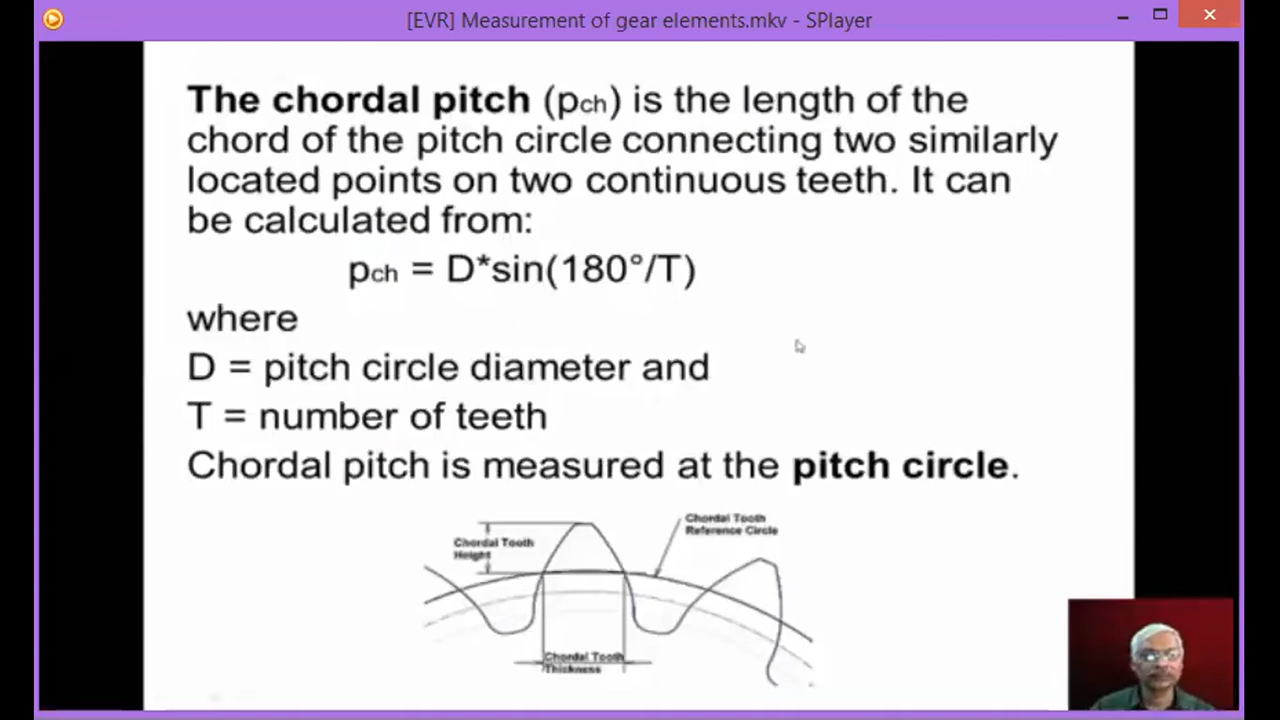 [EVR] Measurement of gear elements.mkv - SPlayer
The chordal pitch (pch) is the length of the
chord of the pitch circle connecting two similarly
located points on two continuous teeth. It can
be calculated from:
pch = D*sin(180°/T)
where
D = pitch circle diameter and
T = number of teeth
Chordal pitch is measured at the pitch circle.
Chordal Tooth
Height
Chordal Tooth
Reference Circle
Chordal Tooth
Thickness